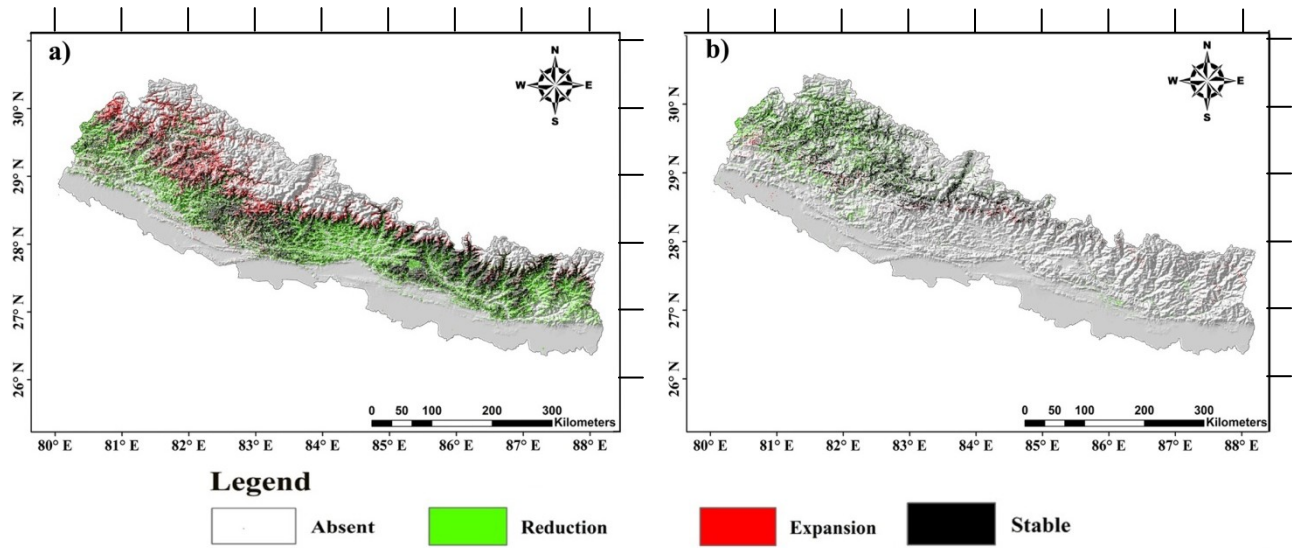 a)
N
W E
S
30° N
29° N
28° N
27° N
26° N
0 50 100 200 300
Kilometers
80° E 81° E 82° E 83° E 84° E 85° E 86° E 87° E 88° E
b)
N
W E
S
30° N
29° N
28° N
27° N
26° N
0 50 100 200 300
Kilometers
80° E 81° E 82° E 83° E 84° E 85° E 86° E 87° E 88° E
Legend
Absent Reduction Expansion Stable